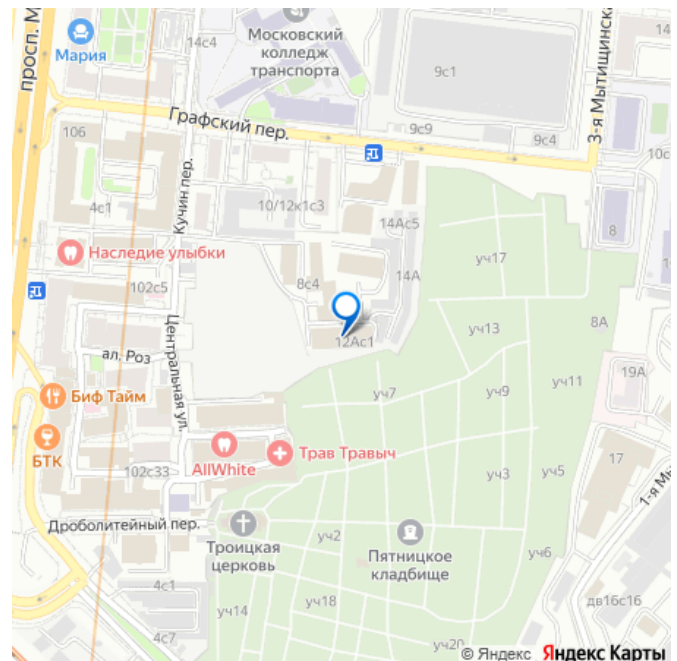 просп. М
Мария
14с4
Московский
колледж
транспорта
9с1
3-я Мытищинска
14
Графский пер.
9с9
9с4
10с
106
4с1
Кучин пер.
10/12к1с3
14Ас5
8
Наследие улыбки
102с5
8с4
14А
уч17
12Ас1
уч13
8А
Центральная ул.
ал. Роз
19А
Биф Тайм
уч7
уч9
уч11
БТК
AllWhite
Трав Травыч
102с33
уч3
уч5
17
1-я Мы
Дроболитейный пер.
Троицкая
церковь
уч2
Пятницкое
кладбище
уч6
4с1
уч14
уч18
дв16с16
4с7
уч20
© Яндекс Яндекс Карты